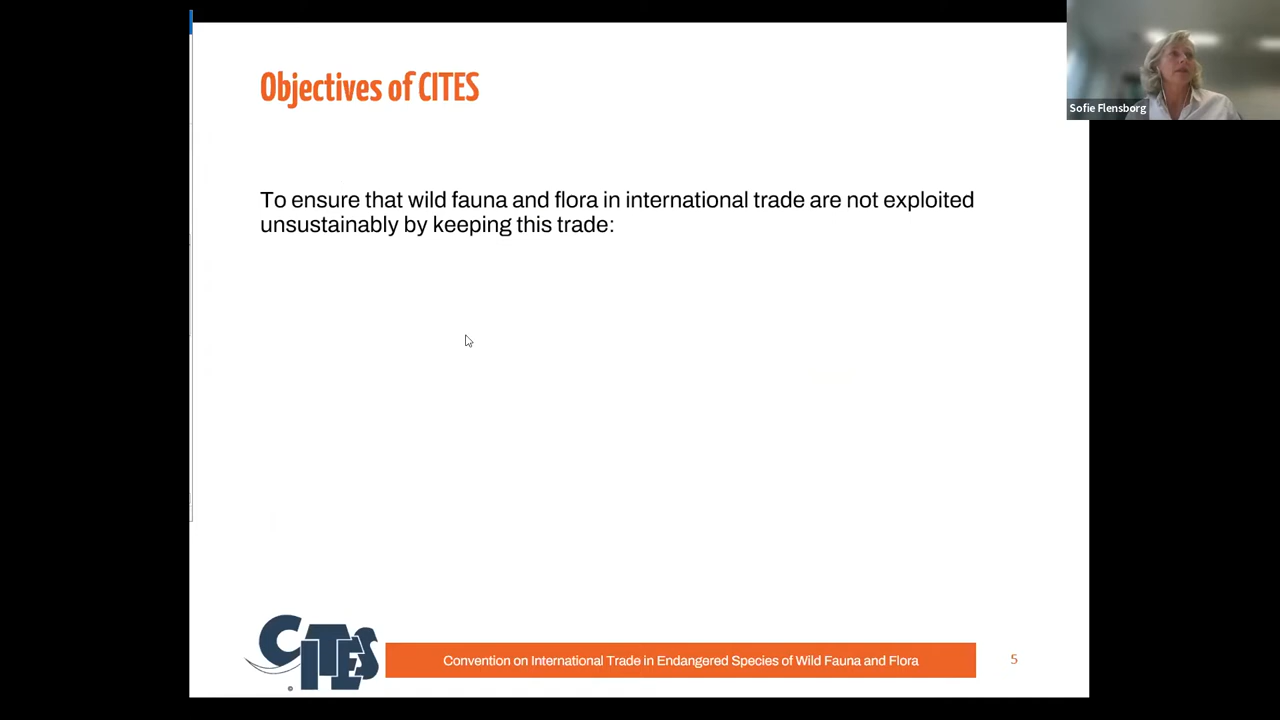 Objectives of CITES
Sofie Flensborg
To ensure that wild fauna and flora in international trade are not exploited
unsustainably by keeping this trade:
CITES
©
Convention on International Trade in Endangered Species of Wild Fauna and Flora
5